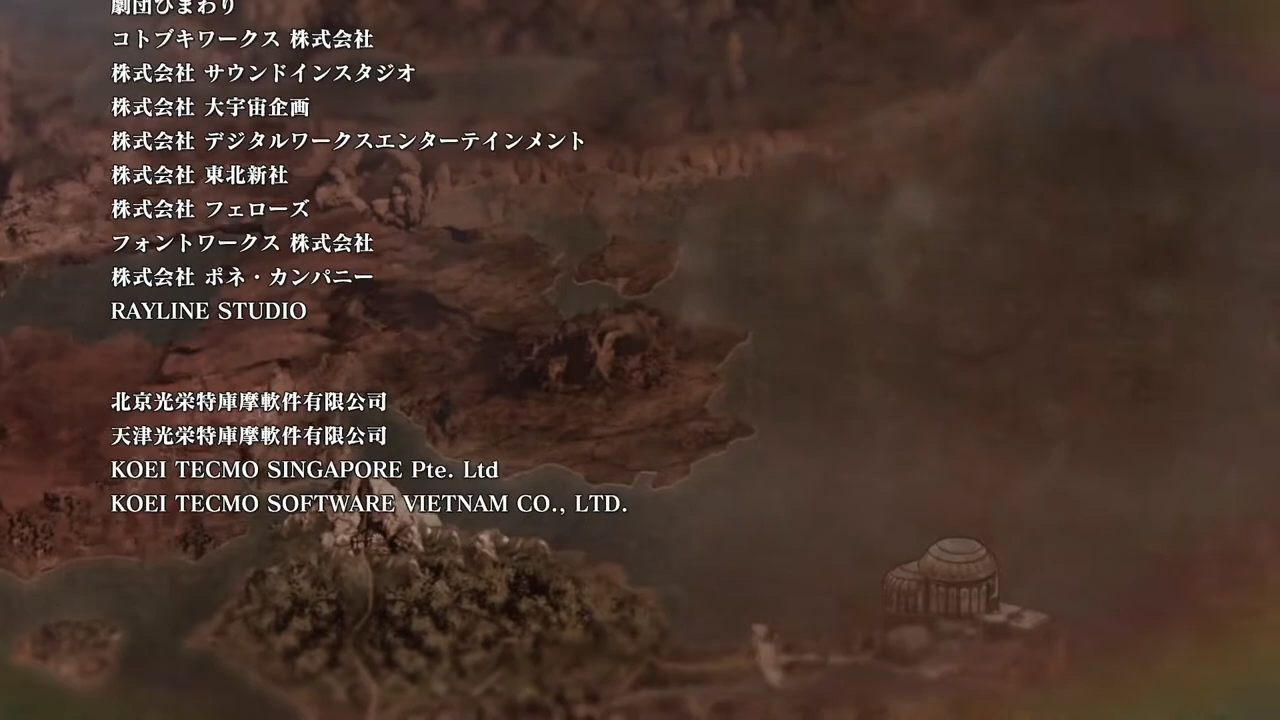 劇団ひまわり
コトブキワークス 株式会社
株式会社 サウンドインスタジオ
株式会社 大宇宙企画
株式会社 デジタルワークスエンターテインメント
株式会社 東北新社
株式会社 フェローズ
フォントワークス 株式会社
株式会社 ポネ・カンパニー
RAYLINE STUDIO
北京光栄特庫摩軟件有限公司
天津光栄特庫摩軟件有限公司
KOEI TECMO SINGAPORE Pte. Ltd
KOEI TECMO SOFTWARE VIETNAM CO., LTD.